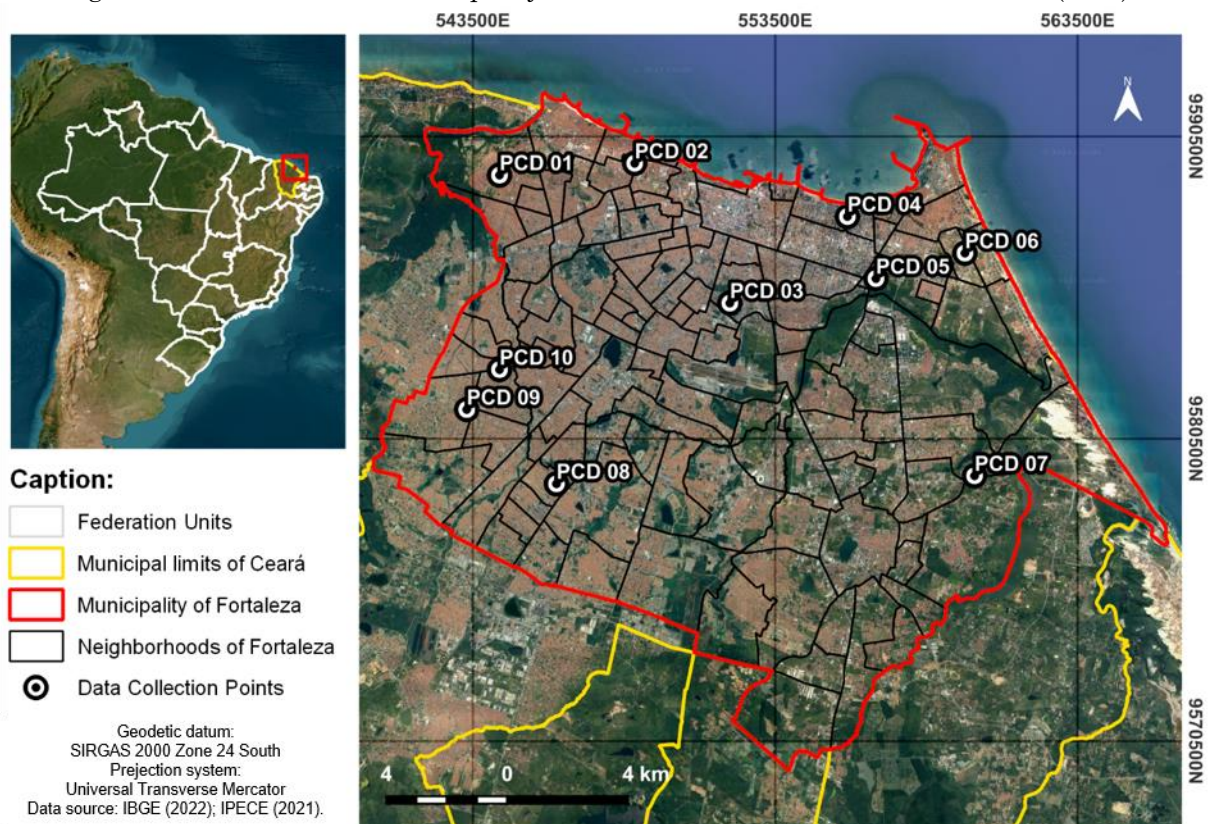 543500E
553500E
563500E
N
9590500N
PCD 01
PCD 02
PCD 04
PCD 06
PCD 05
PCD 03
PCD 10
PCD 09
9580500N
PCD 07
PCD 08
9570500N
4 0 4 km
Caption:
Federation Units
Municipal limits of Ceará
Municipality of Fortaleza
Neighborhoods of Fortaleza
Data Collection Points
Geodetic datum:
SIRGAS 2000 Zone 24 South
Prejection system:
Universal Transverse Mercator
Data source: IBGE (2022); IPECE (2021).